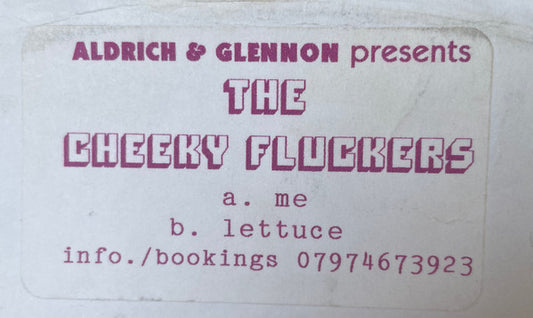 ALDRICH & GLENNON presents
THE
CHEEKY FLUCKERS
a. me
b. lettuce
info./bookings 07974673923